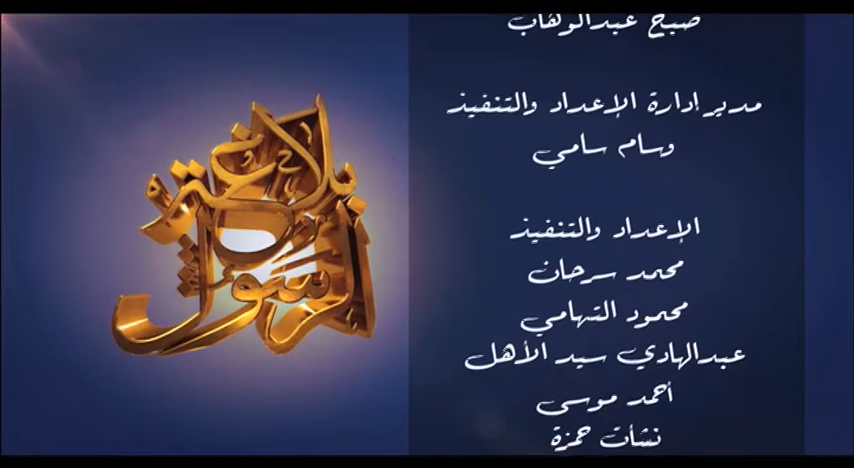 بلاغة
الرسول
صبح عبدالوهاب
مدير إدارة الإعداد والتنفيذ
وسام سامي
الإعداد والتنفيذ
محمد سرحان
محمود التهامي
عبدالهادي سيد الأهل
أحمد موسى
نشأت حمزة